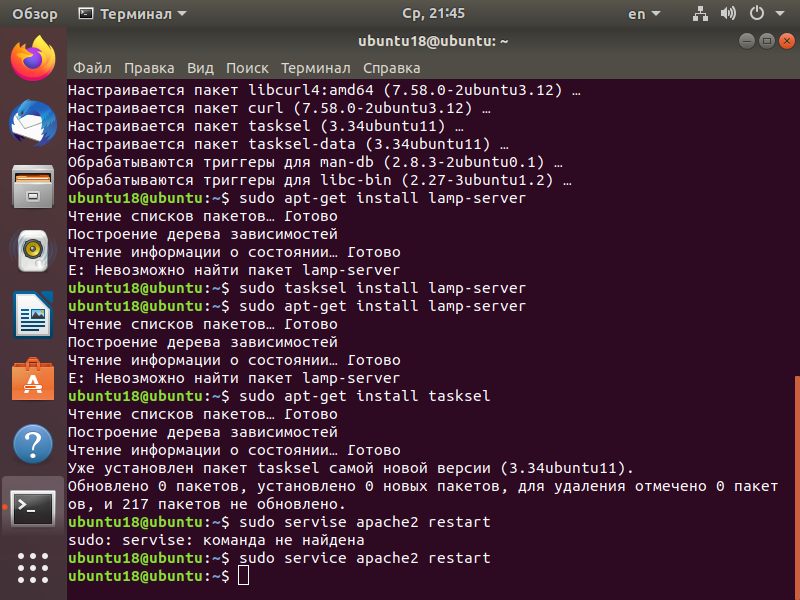 Обзор Терминал Ср, 21:45 en
ubuntu18@ubuntu: ~
Файл Правка Вид Поиск Терминал Справка
Настраивается пакет libcurl4:amd64 (7.58.0-2ubuntu3.12) …
Настраивается пакет curl (7.58.0-2ubuntu3.12) …
Настраивается пакет tasksel (3.34ubuntu11) …
Настраивается пакет tasksel-data (3.34ubuntu11) …
Обрабатываются триггеры для man-db (2.8.3-2ubuntu0.1) …
Обрабатываются триггеры для libc-bin (2.27-3ubuntu1.2) …
ubuntu18@ubuntu:~$ sudo apt-get install lamp-server
Чтение списков пакетов… Готово
Построение дерева зависимостей
Чтение информации о состоянии… Готово
E: Невозможно найти пакет lamp-server
ubuntu18@ubuntu:~$ sudo tasksel install lamp-server
ubuntu18@ubuntu:~$ sudo apt-get install lamp-server
Чтение списков пакетов… Готово
Построение дерева зависимостей
Чтение информации о состоянии… Готово
E: Невозможно найти пакет lamp-server
ubuntu18@ubuntu:~$ sudo apt-get install tasksel
Чтение списков пакетов… Готово
Построение дерева зависимостей
Чтение информации о состоянии… Готово
Уже установлен пакет tasksel самой новой версии (3.34ubuntu11).
Обновлено 0 пакетов, установлено 0 новых пакетов, для удаления отмечено 0 пакет
ов, и 217 пакетов не обновлено.
ubuntu18@ubuntu:~$ sudo servise apache2 restart
sudo: servise: команда не найдена
ubuntu18@ubuntu:~$ sudo service apache2 restart
ubuntu18@ubuntu:~$